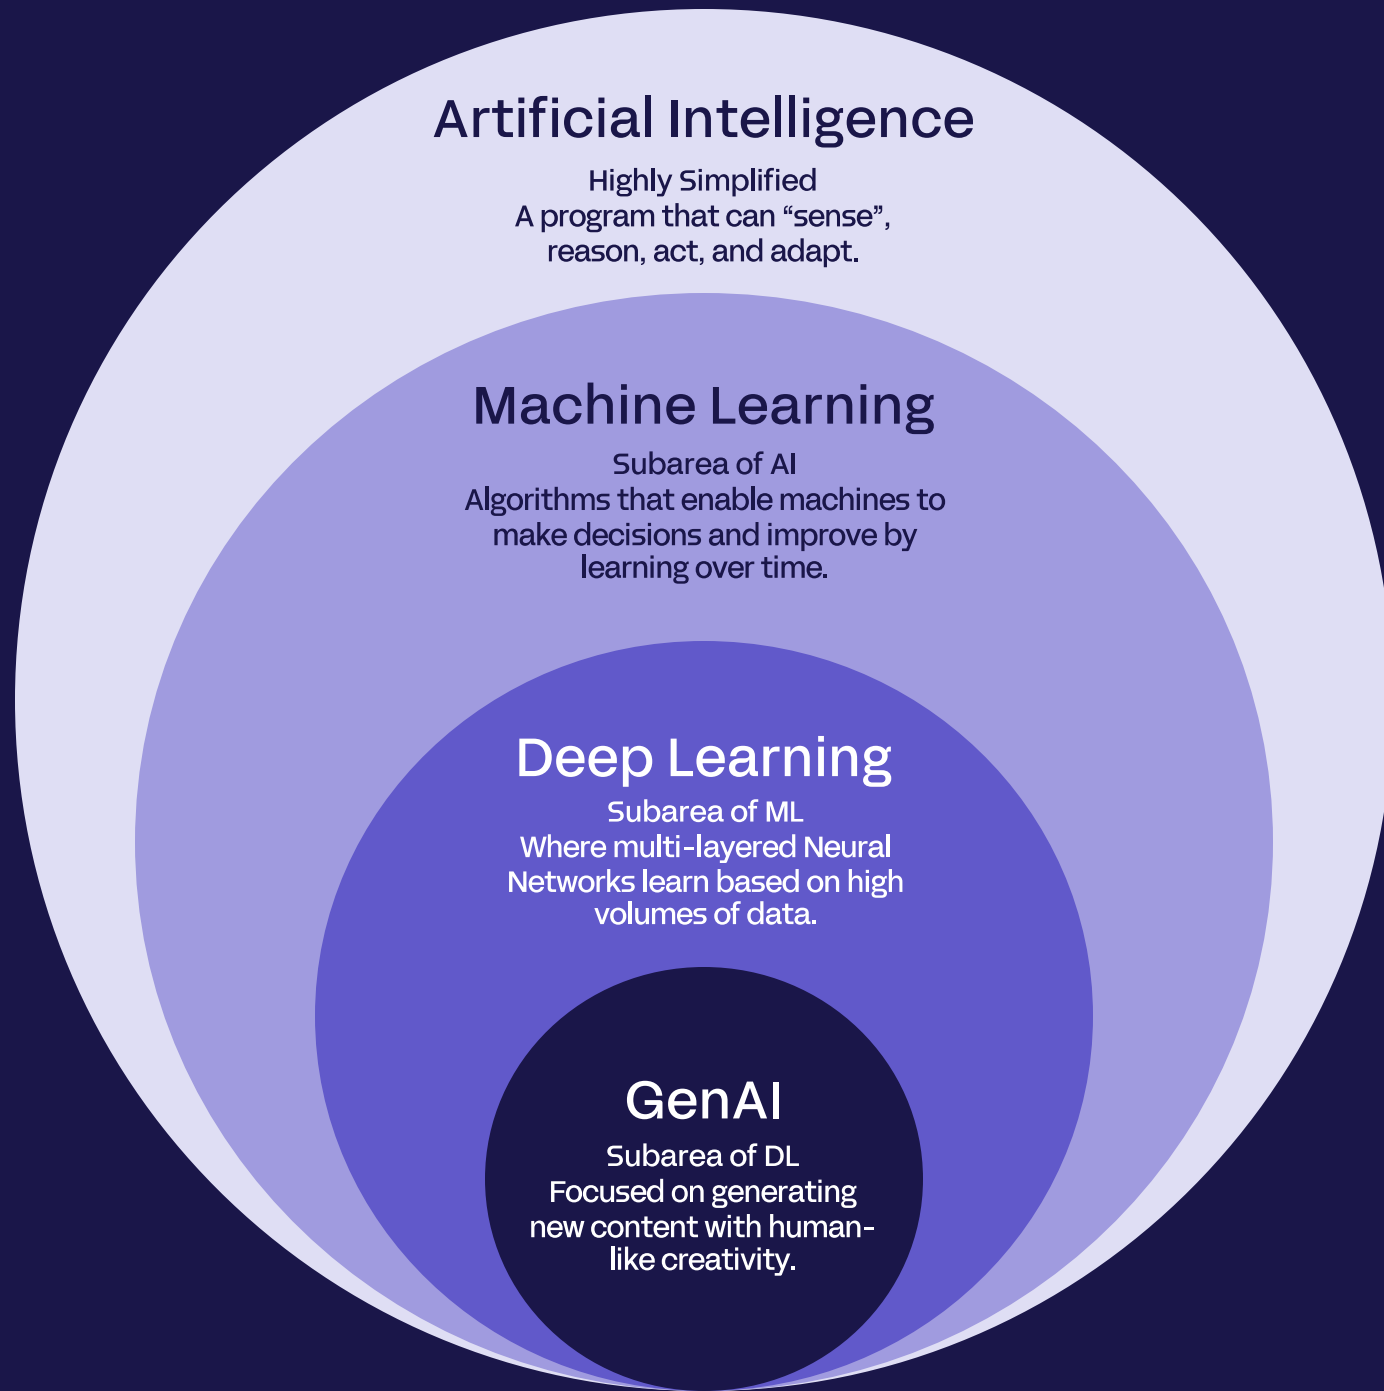 Artificial Intelligence
Highly Simplified
A program that can “sense”,
reason, act, and adapt.
Machine Learning
Subarea of AI
Algorithms that enable machines to
make decisions and improve by
learning over time.
Deep Learning
Subarea of ML
Where multi-layered Neural
Networks learn based on high
volumes of data.
GenAI
Subarea of DL
Focused on generating
new content with human-
like creativity.